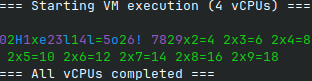 === Starting VM execution (4 vCPUs) ===
02H1xe23l14l=5o26! 7829x2=4 2x3=6 2x4=8
 2x5=10 2x6=12 2x7=14 2x8=16 2x9=18
=== All vCPUs completed ===